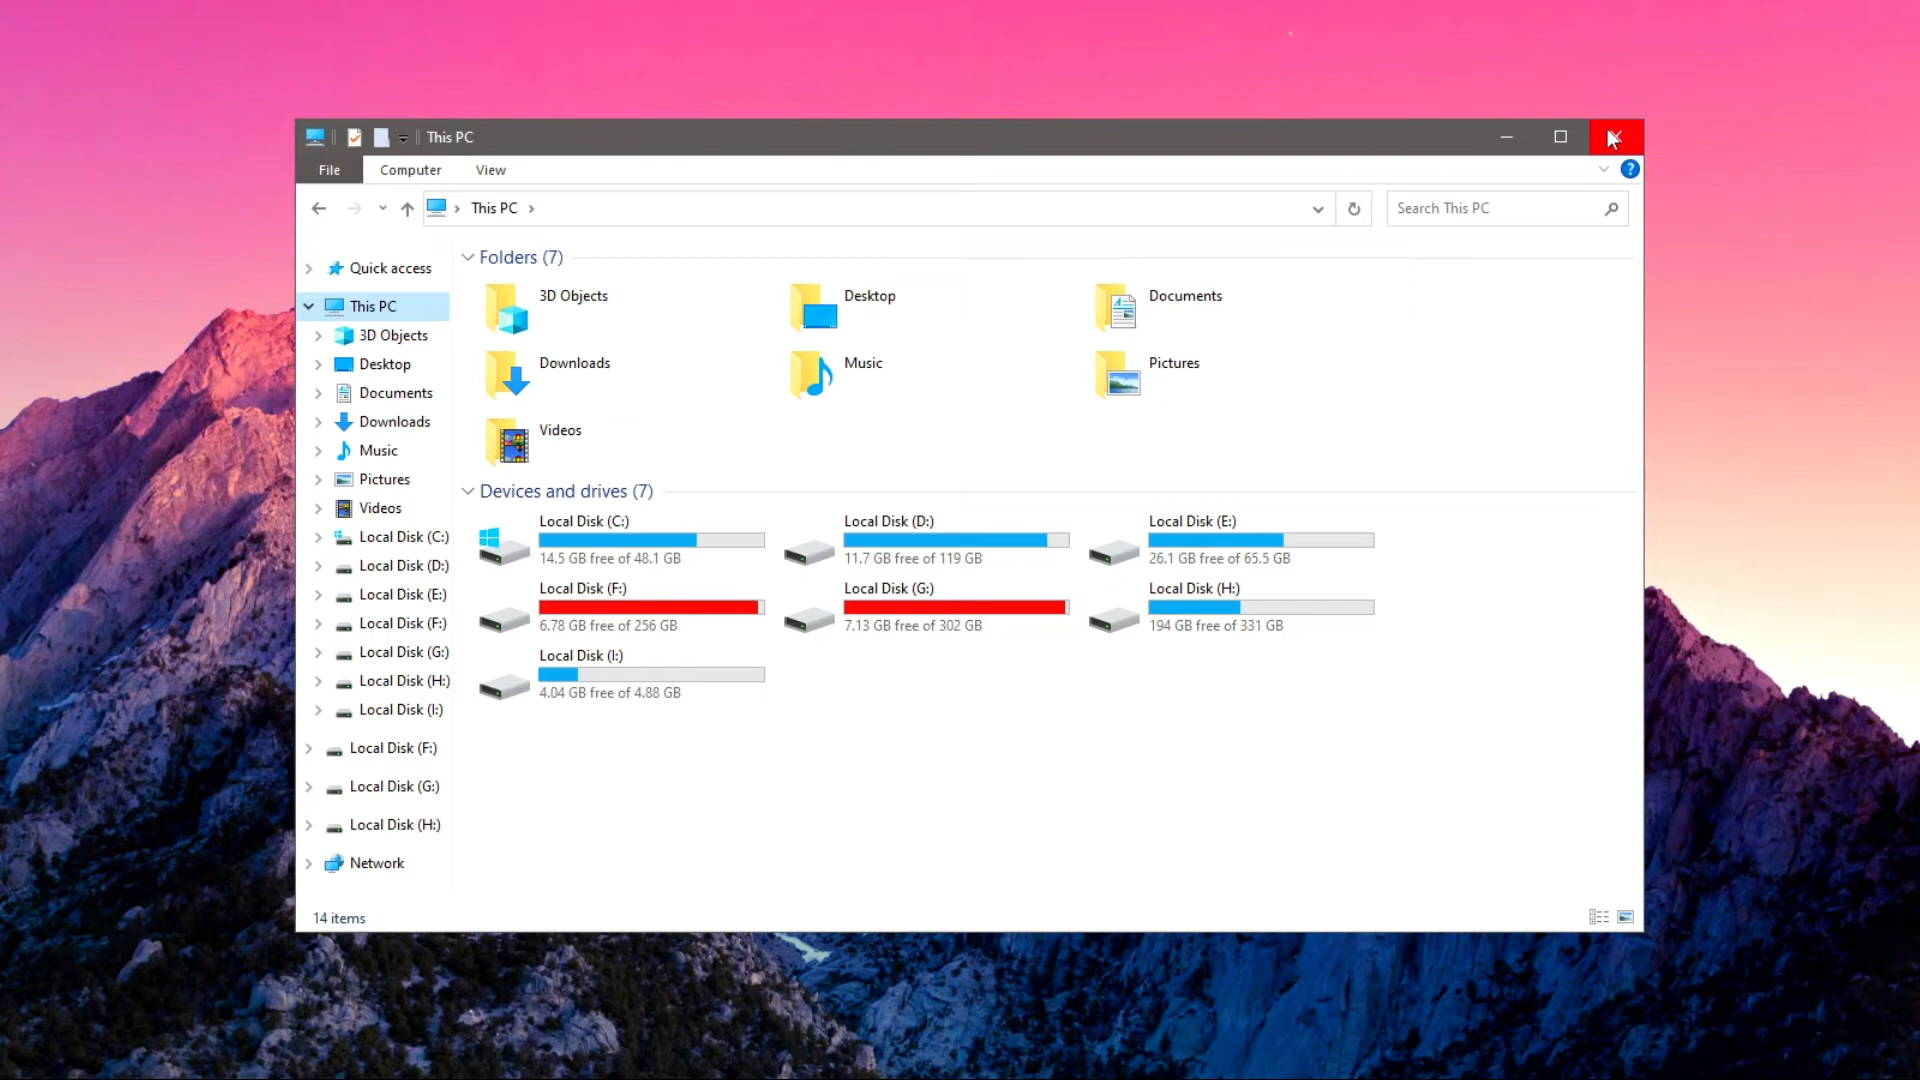 This PC
File Computer View
?
This PC
Search This PC
Quick access
This PC
3D Objects
Desktop
Documents
Downloads
Music
Pictures
Videos
Local Disk (C:)
Local Disk (D:)
Local Disk (E:)
Local Disk (F:)
Local Disk (G:)
Local Disk (H:)
Local Disk (I:)
Local Disk (F:)
Local Disk (G:)
Local Disk (H:)
Network
Folders (7)
3D Objects
Desktop
Documents
Downloads
Music
Pictures
Videos
Devices and drives (7)
Local Disk (C:)
14.5 GB free of 48.1 GB
Local Disk (D:)
11.7 GB free of 119 GB
Local Disk (E:)
26.1 GB free of 65.5 GB
Local Disk (F:)
6.78 GB free of 256 GB
Local Disk (G:)
7.13 GB free of 302 GB
Local Disk (H:)
194 GB free of 331 GB
Local Disk (I:)
4.04 GB free of 4.88 GB
14 items